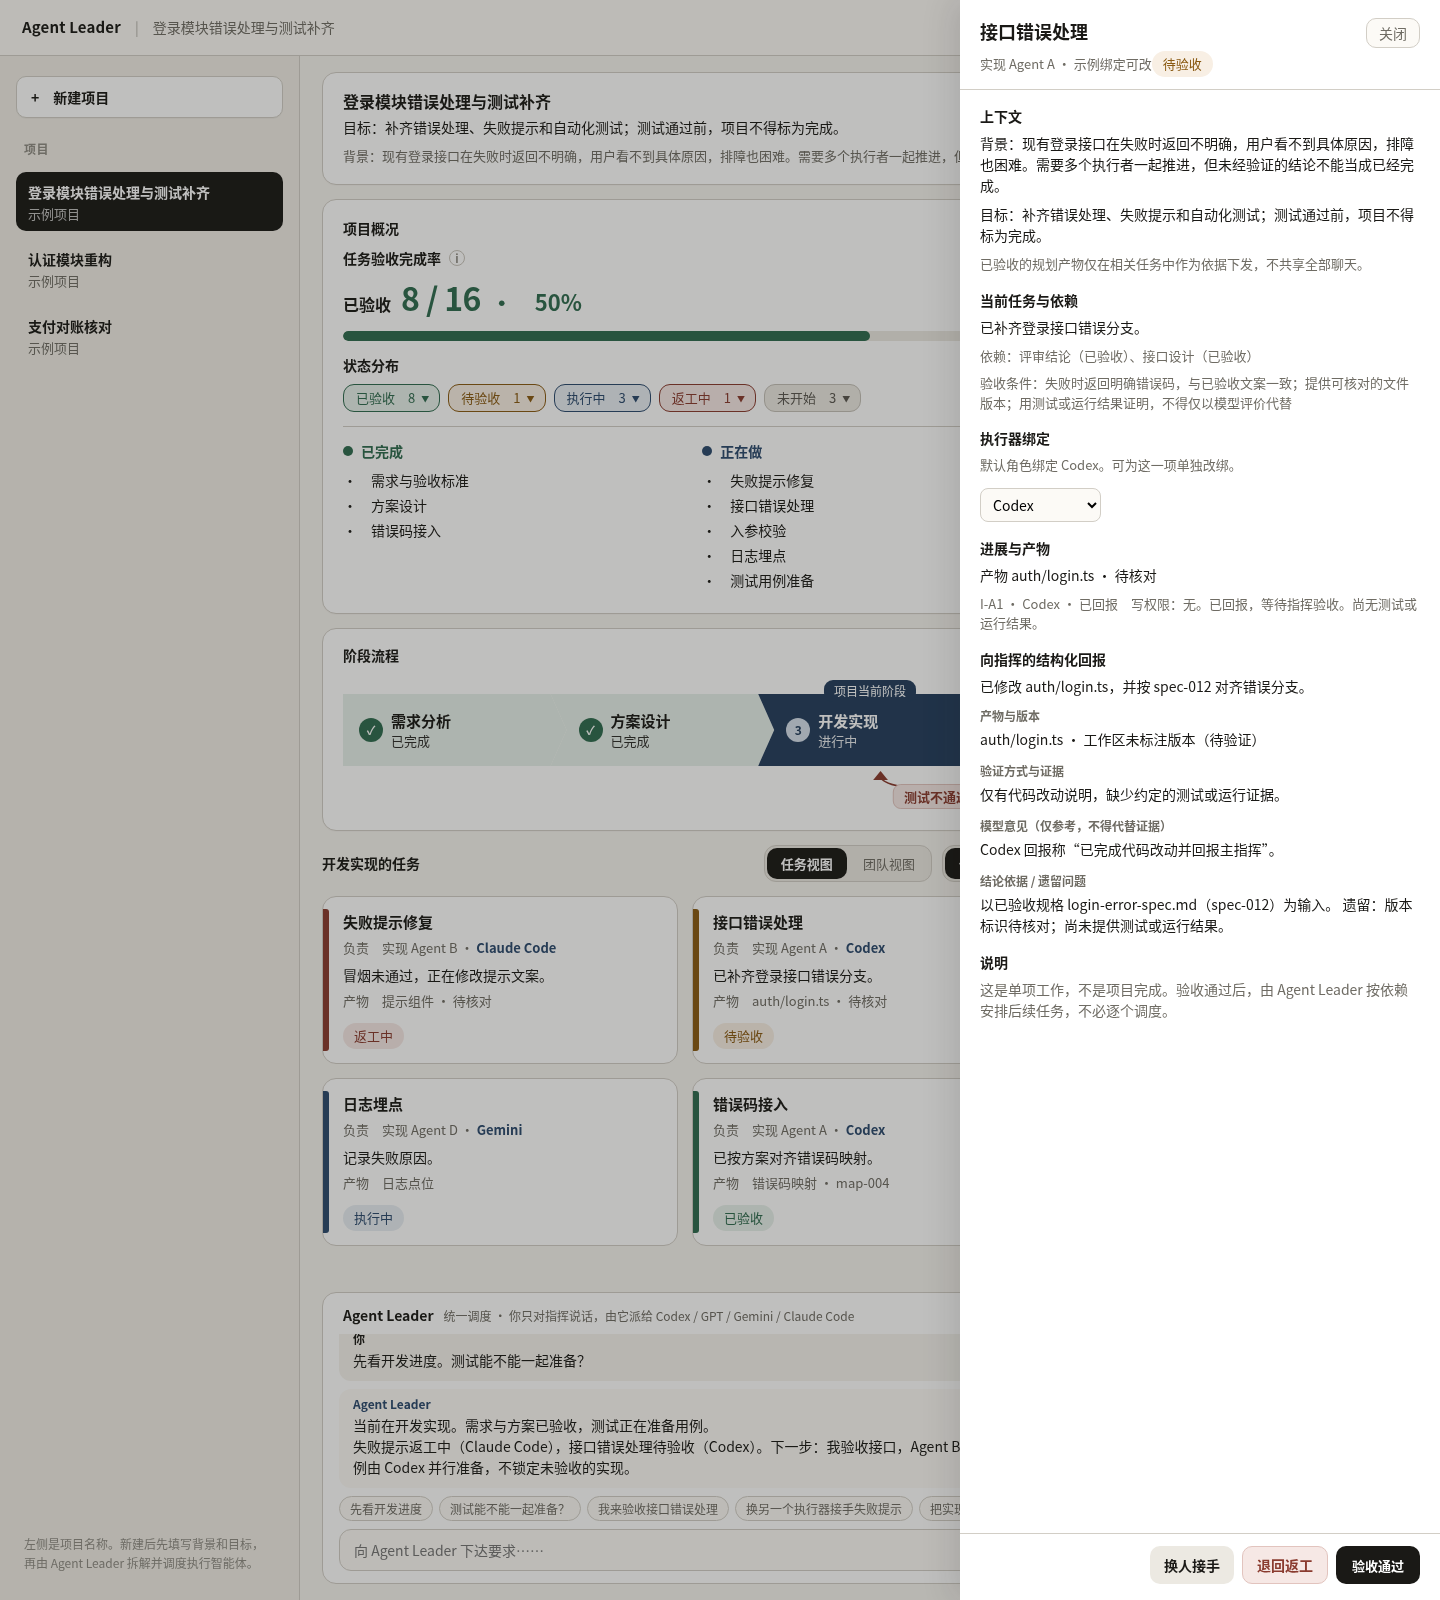 Agent Leader | 登录模块错误处理与测试补齐
+ 新建项目
项目
登录模块错误处理与测试补齐
示例项目
认证模块重构
示例项目
支付对账核对
示例项目
左侧是项目名称。新建后先填写背景和目标，
再由 Agent Leader 拆解并调度执行智能体。
登录模块错误处理与测试补齐
目标：补齐错误处理、失败提示和自动化测试；测试通过前，项目不得标为完成。
背景：现有登录接口在失败时返回不明确，用户看不到具体原因，排障也困难。需要多个执行者一起推进，
项目概况
任务验收完成率 i
已验收 8 / 16 · 50%
状态分布
已验收 8 ▼
待验收 1 ▼
执行中 3 ▼
返工中 1 ▼
未开始 3 ▼
已完成
· 需求与验收标准
· 方案设计
· 错误码接入
正在做
· 失败提示修复
· 接口错误处理
· 入参校验
· 日志埋点
· 测试用例准备
阶段流程
项目当前阶段
✓ 需求分析
已完成
✓ 方案设计
已完成
3 开发实现
进行中
测试不通
开发实现的任务
任务视图
团队视图
失败提示修复
负责 实现 Agent B · Claude Code
冒烟未通过，正在修改提示文案。
产物 提示组件 · 待核对
返工中
接口错误处理
负责 实现 Agent A · Codex
已补齐登录接口错误分支。
产物 auth/login.ts · 待核对
待验收
日志埋点
负责 实现 Agent D · Gemini
记录失败原因。
产物 日志点位
执行中
错误码接入
负责 实现 Agent A · Codex
已按方案对齐错误码映射。
产物 错误码映射 · map-004
已验收
Agent Leader 统一调度 · 你只对指挥说话，由它派给 Codex / GPT / Gemini / Claude Code
你
先看开发进度。测试能不能一起准备？
Agent Leader
当前在开发实现。需求与方案已验收，测试正在准备用例。
失败提示返工中（Claude Code），接口错误处理待验收（Codex）。下一步：我验收接口，Agent B
例由 Codex 并行准备，不锁定未验收的实现。
先看开发进度
测试能不能一起准备？
我来验收接口错误处理
换另一个执行器接手失败提示
把实
向 Agent Leader 下达要求……
接口错误处理
关闭
实现 Agent A · 示例绑定可改 待验收
上下文
背景：现有登录接口在失败时返回不明确，用户看不到具体原因，排障
也困难。需要多个执行者一起推进，但未经验证的结论不能当成已经完
成。
目标：补齐错误处理、失败提示和自动化测试；测试通过前，项目不得
标为完成。
已验收的规划产物仅在相关任务中作为依据下发，不共享全部聊天。
当前任务与依赖
已补齐登录接口错误分支。
依赖：评审结论（已验收）、接口设计（已验收）
验收条件：失败时返回明确错误码，与已验收文案一致；提供可核对的文件
版本；用测试或运行结果证明，不得仅以模型评价代替
执行器绑定
默认角色绑定 Codex。可为这一项单独改绑。
Codex
进展与产物
产物 auth/login.ts · 待核对
I-A1 · Codex · 已回报 写权限：无。已回报，等待指挥验收。尚无测试或
运行结果。
向指挥的结构化回报
已修改 auth/login.ts，并按 spec-012 对齐错误分支。
产物与版本
auth/login.ts · 工作区未标注版本（待验证）
验证方式与证据
仅有代码改动说明，缺少约定的测试或运行证据。
模型意见（仅参考，不得代替证据）
Codex 回报称“已完成代码改动并回报主指挥”。
结论依据 / 遗留问题
以已验收规格 login-error-spec.md（spec-012）为输入。 遗留：版本
标识待核对；尚未提供测试或运行结果。
说明
这是单项工作，不是项目完成。验收通过后，由 Agent Leader 按依赖
安排后续任务，不必逐个调度。
换人接手
退回返工
验收通过